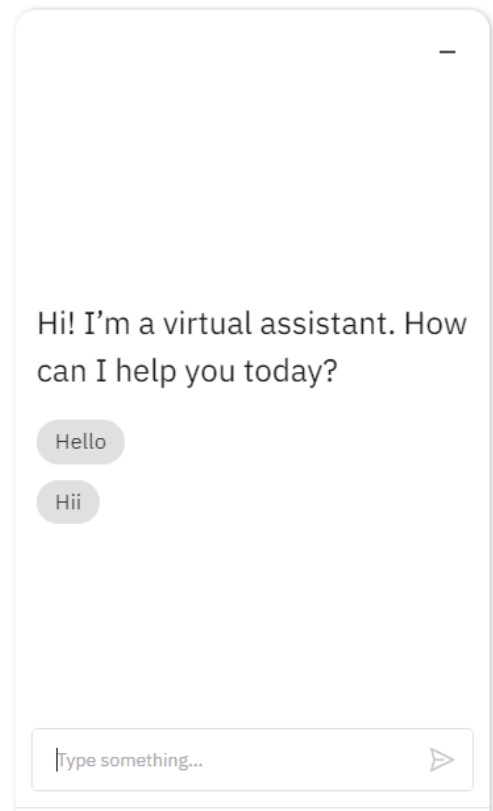 Hi! I’m a virtual assistant. How
can I help you today?
Hello
Hii
Type something...